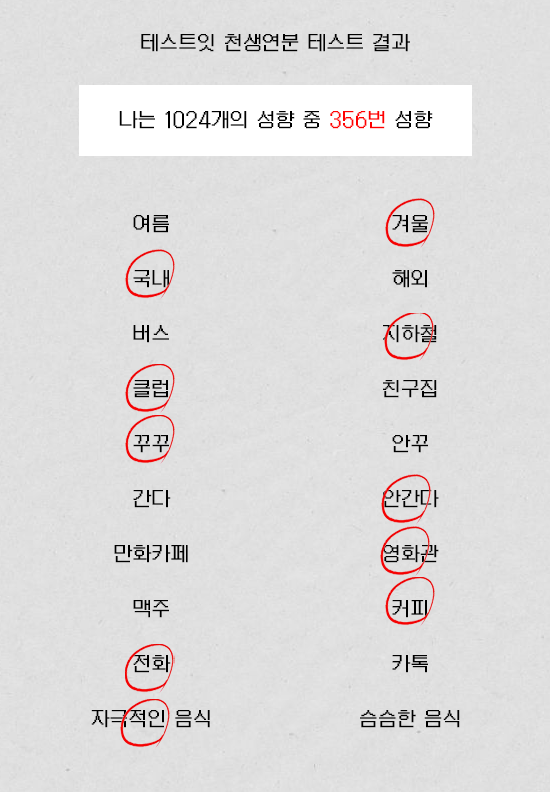 테스트잇 천생연분 테스트 결과
나는 1024개의 성향 중 356번 성향
여름 겨울
국내 해외
버스 지하철
클럽 친구집
꾸꾸 안꾸
간다 안간다
만화카페 영화관
맥주 커피
전화 카톡
자극적인 음식 슴슴한 음식